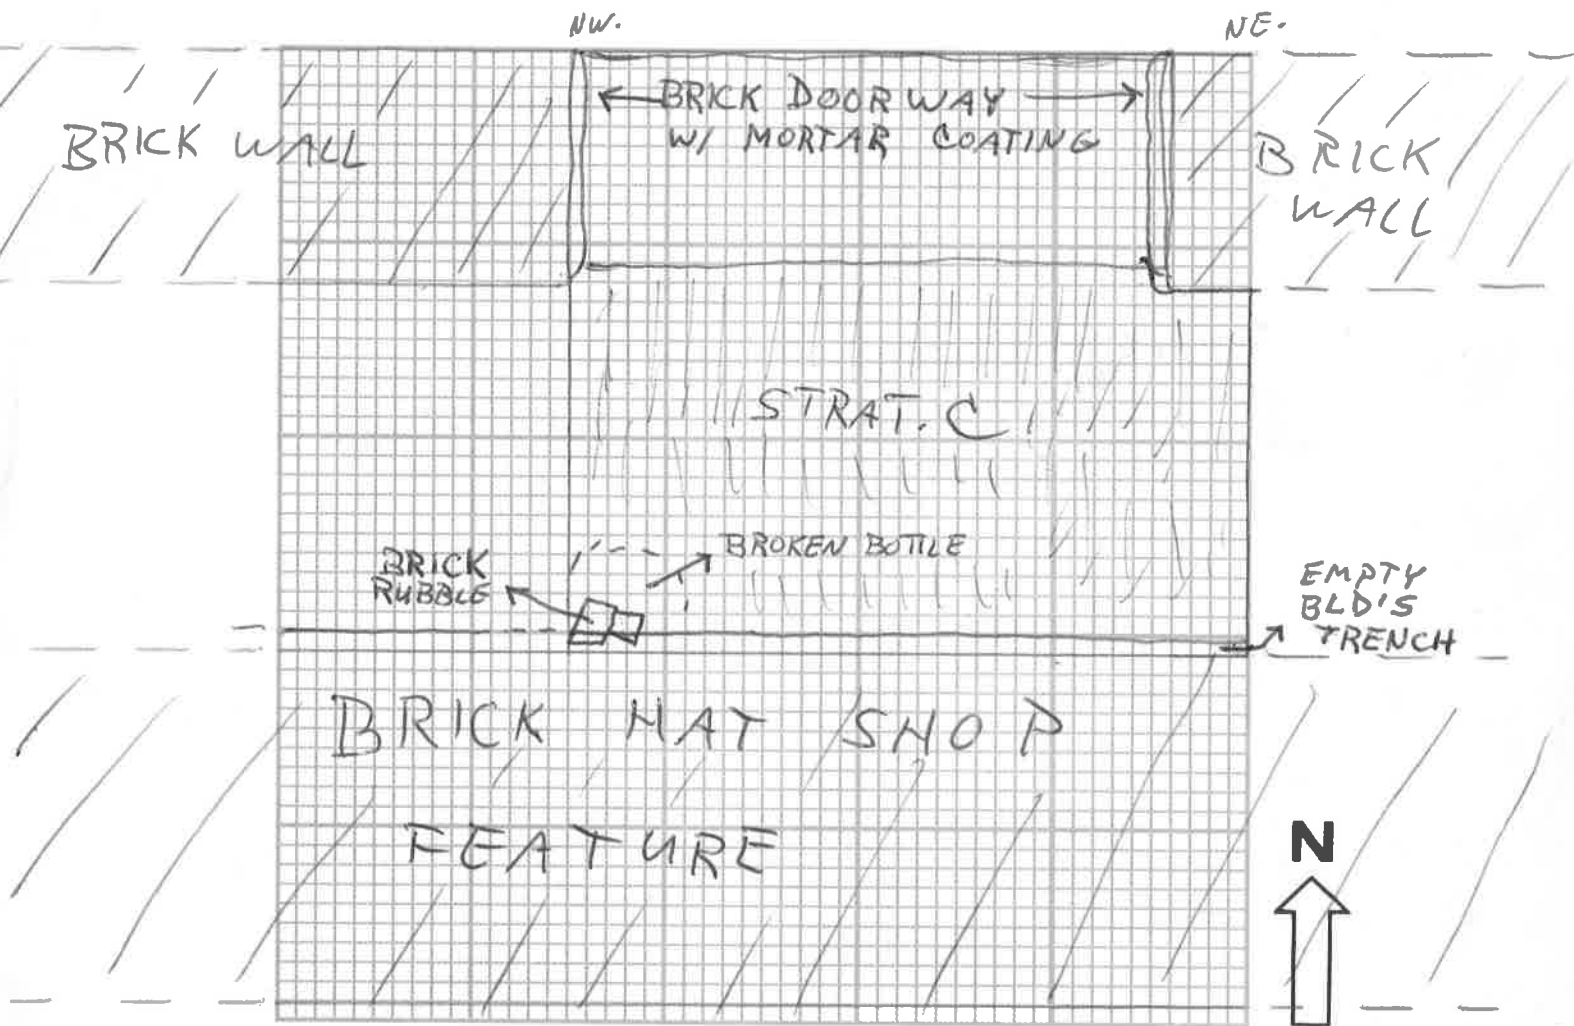 NW.
NE.
BRICK DOORWAY
W/ MORTAR COATING
BRICK WALL
BRICK
WALL
STRAT. C
BROKEN BOTTLE
BRICK
RUBBLE
EMPTY
BLD'S
TRENCH
BRICK HAT SHOP
FEATURE
N